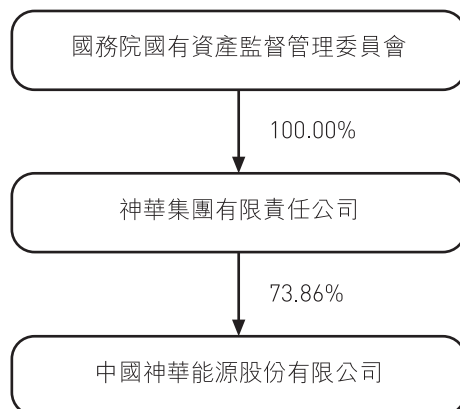 國務院國有資產監督管理委員會
100.00%
神華集團有限責任公司
73.86%
中國神華能源股份有限公司